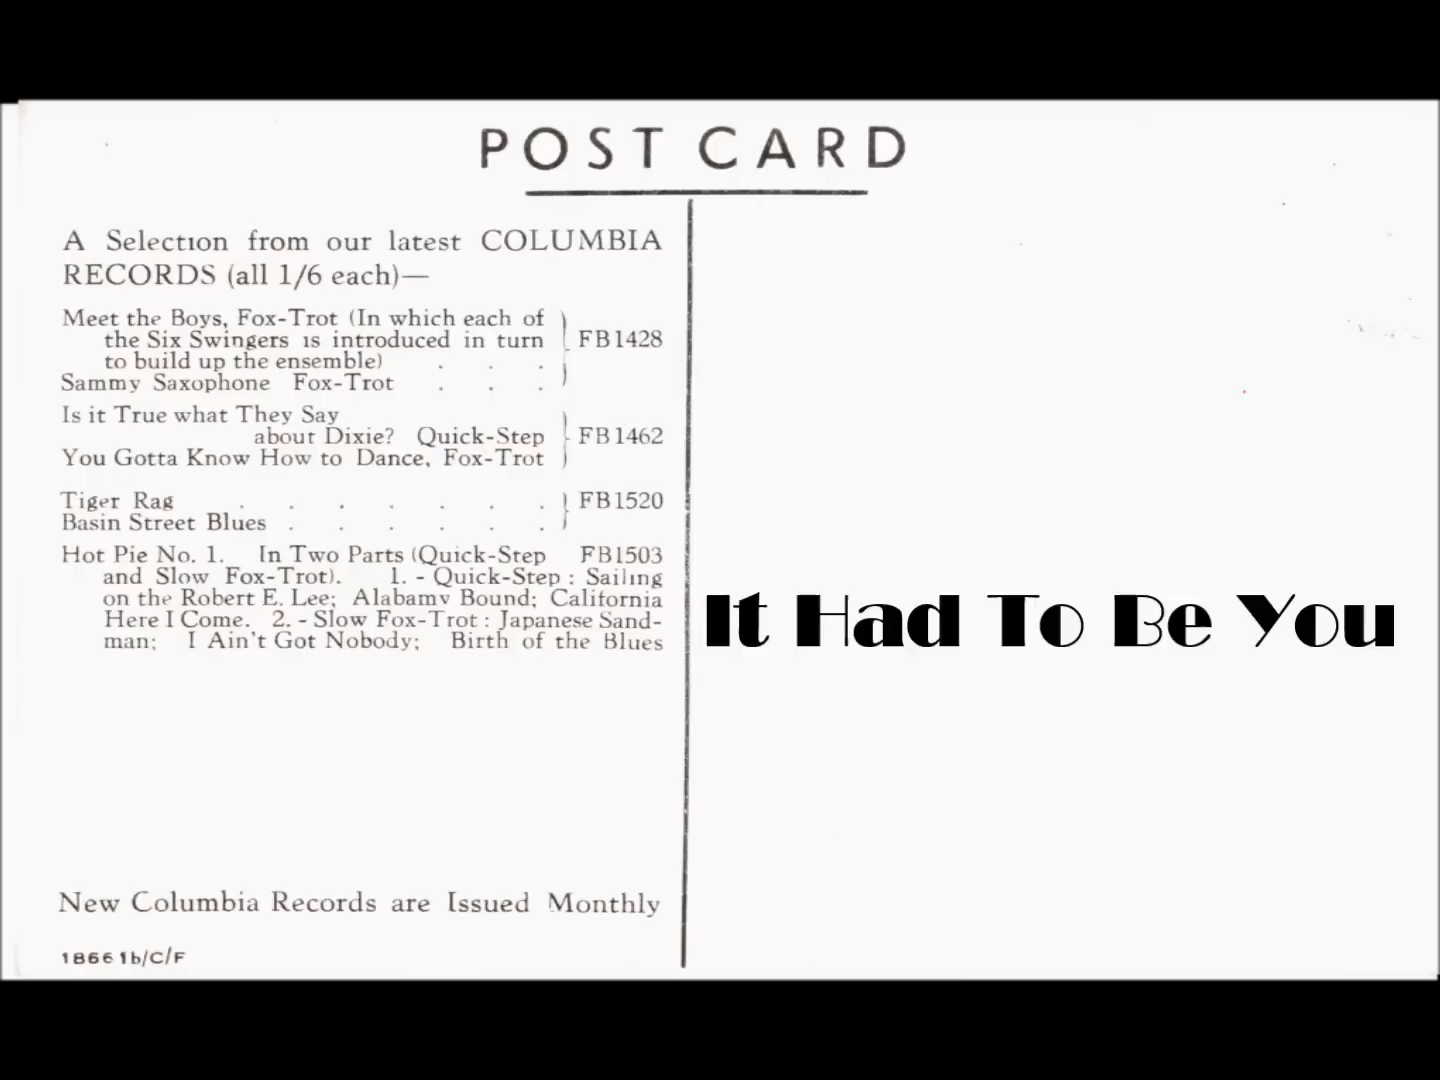 POST CARD
A Selection from our latest COLUMBIA
RECORDS (all 1/6 each)—
Meet the Boys, Fox-Trot (In which each of
the Six Swingers is introduced in turn
to build up the ensemble) . . .
Sammy Saxophone Fox-Trot . . .
FB1428
Is it True what They Say
about Dixie? Quick-Step
You Gotta Know How to Dance, Fox-Trot
FB1462
Tiger Rag . . . . . . .
Basin Street Blues . . . . . .
FB1520
Hot Pie No. 1. In Two Parts (Quick-Step FB1503
and Slow Fox-Trot). 1. - Quick-Step : Sailing
on the Robert E. Lee; Alabamy Bound; California
Here I Come. 2. - Slow Fox-Trot : Japanese Sand-
man; I Ain't Got Nobody; Birth of the Blues
New Columbia Records are Issued Monthly
18661b/C/F
It Had To Be You